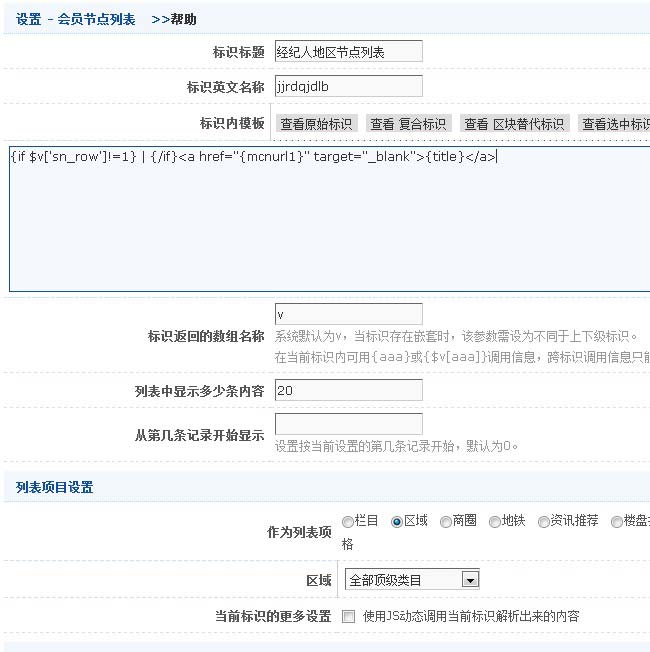 设置 - 会员节点列表 >>帮助
标识标题 经纪人地区节点列表
标识英文名称 jjrdqjdlb
标识内模板 查看原始标识 查看 复合标识 查看 区块替代标识 查看选中标识
{if $v['sn_row']!=1} | {/if}<a href="{mcnurl1}" target="_blank">{title}</a>
标识返回的数组名称 v
系统默认为v，当标识存在嵌套时，该参数需设为不同于上下级标识。
在当前标识内可用{aaa}或{$v[aaa]}调用信息，跨标识调用信息只能
列表中显示多少条内容 20
从第几条记录开始显示
设置按当前设置的第几条记录开始，默认为0。
列表项目设置
作为列表项 栏目 区域 商圈 地铁 资讯推荐 楼盘
格
区域 全部顶级类目
当前标识的更多设置 使用JS动态调用当前标识解析出来的内容